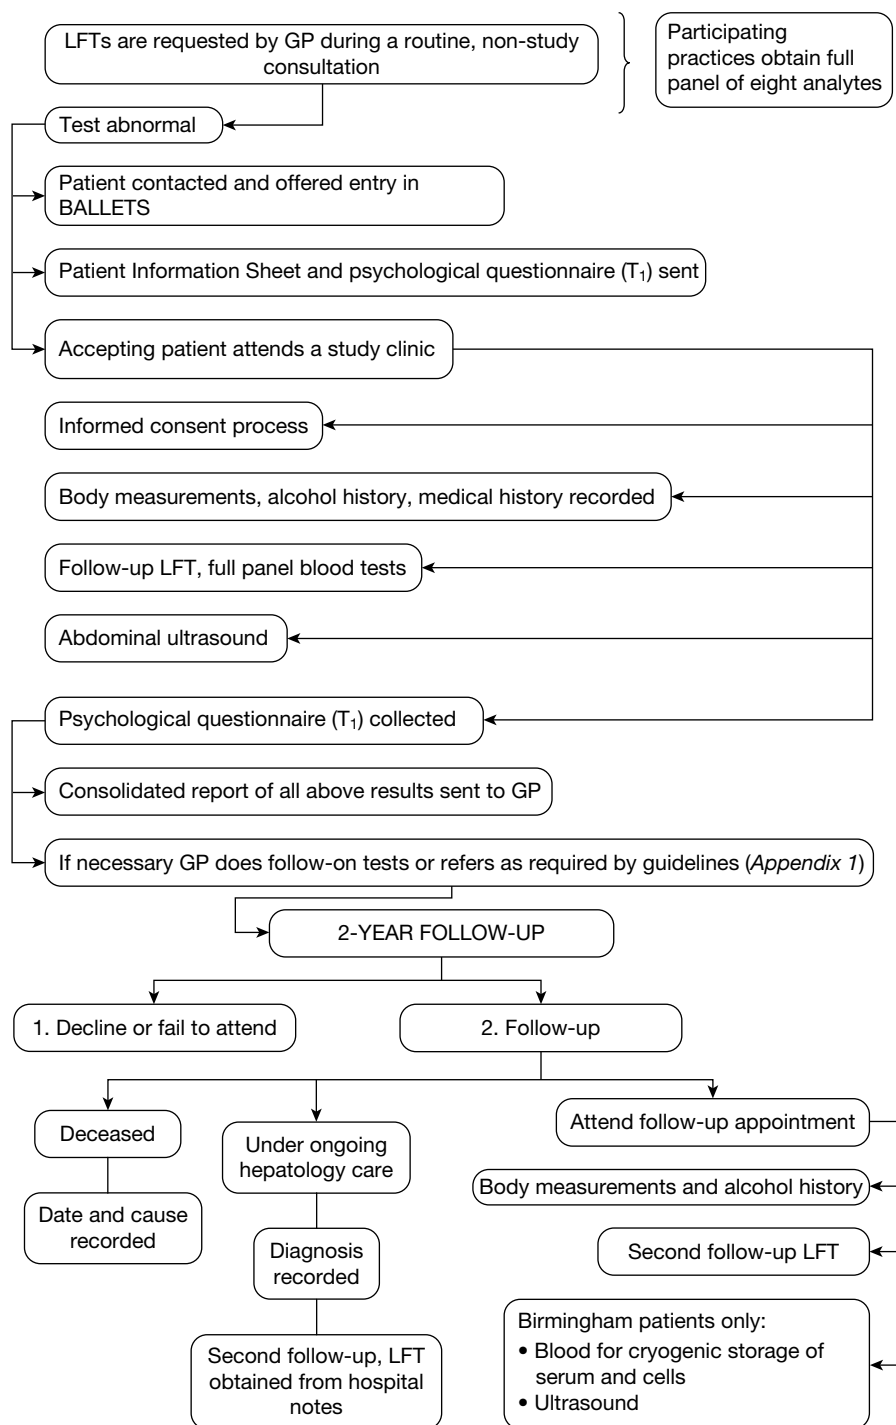 LFTs are requested by GP during a routine, non-study
consultation
Participating
practices obtain full
panel of eight analytes
Test abnormal
Patient contacted and offered entry in
BALLETS
Patient Information Sheet and psychological questionnaire (T₁) sent
Accepting patient attends a study clinic
Informed consent process
Body measurements, alcohol history, medical history recorded
Follow-up LFT, full panel blood tests
Abdominal ultrasound
Psychological questionnaire (T₁) collected
Consolidated report of all above results sent to GP
If necessary GP does follow-on tests or refers as required by guidelines (Appendix 1)
2-YEAR FOLLOW-UP
1. Decline or fail to attend
2. Follow-up
Deceased
Date and cause
recorded
Under ongoing
hepatology care
Diagnosis
recorded
Second follow-up, LFT
obtained from hospital
notes
Attend follow-up appointment
Body measurements and alcohol history
Second follow-up LFT
Birmingham patients only:
• Blood for cryogenic storage of
serum and cells
• Ultrasound